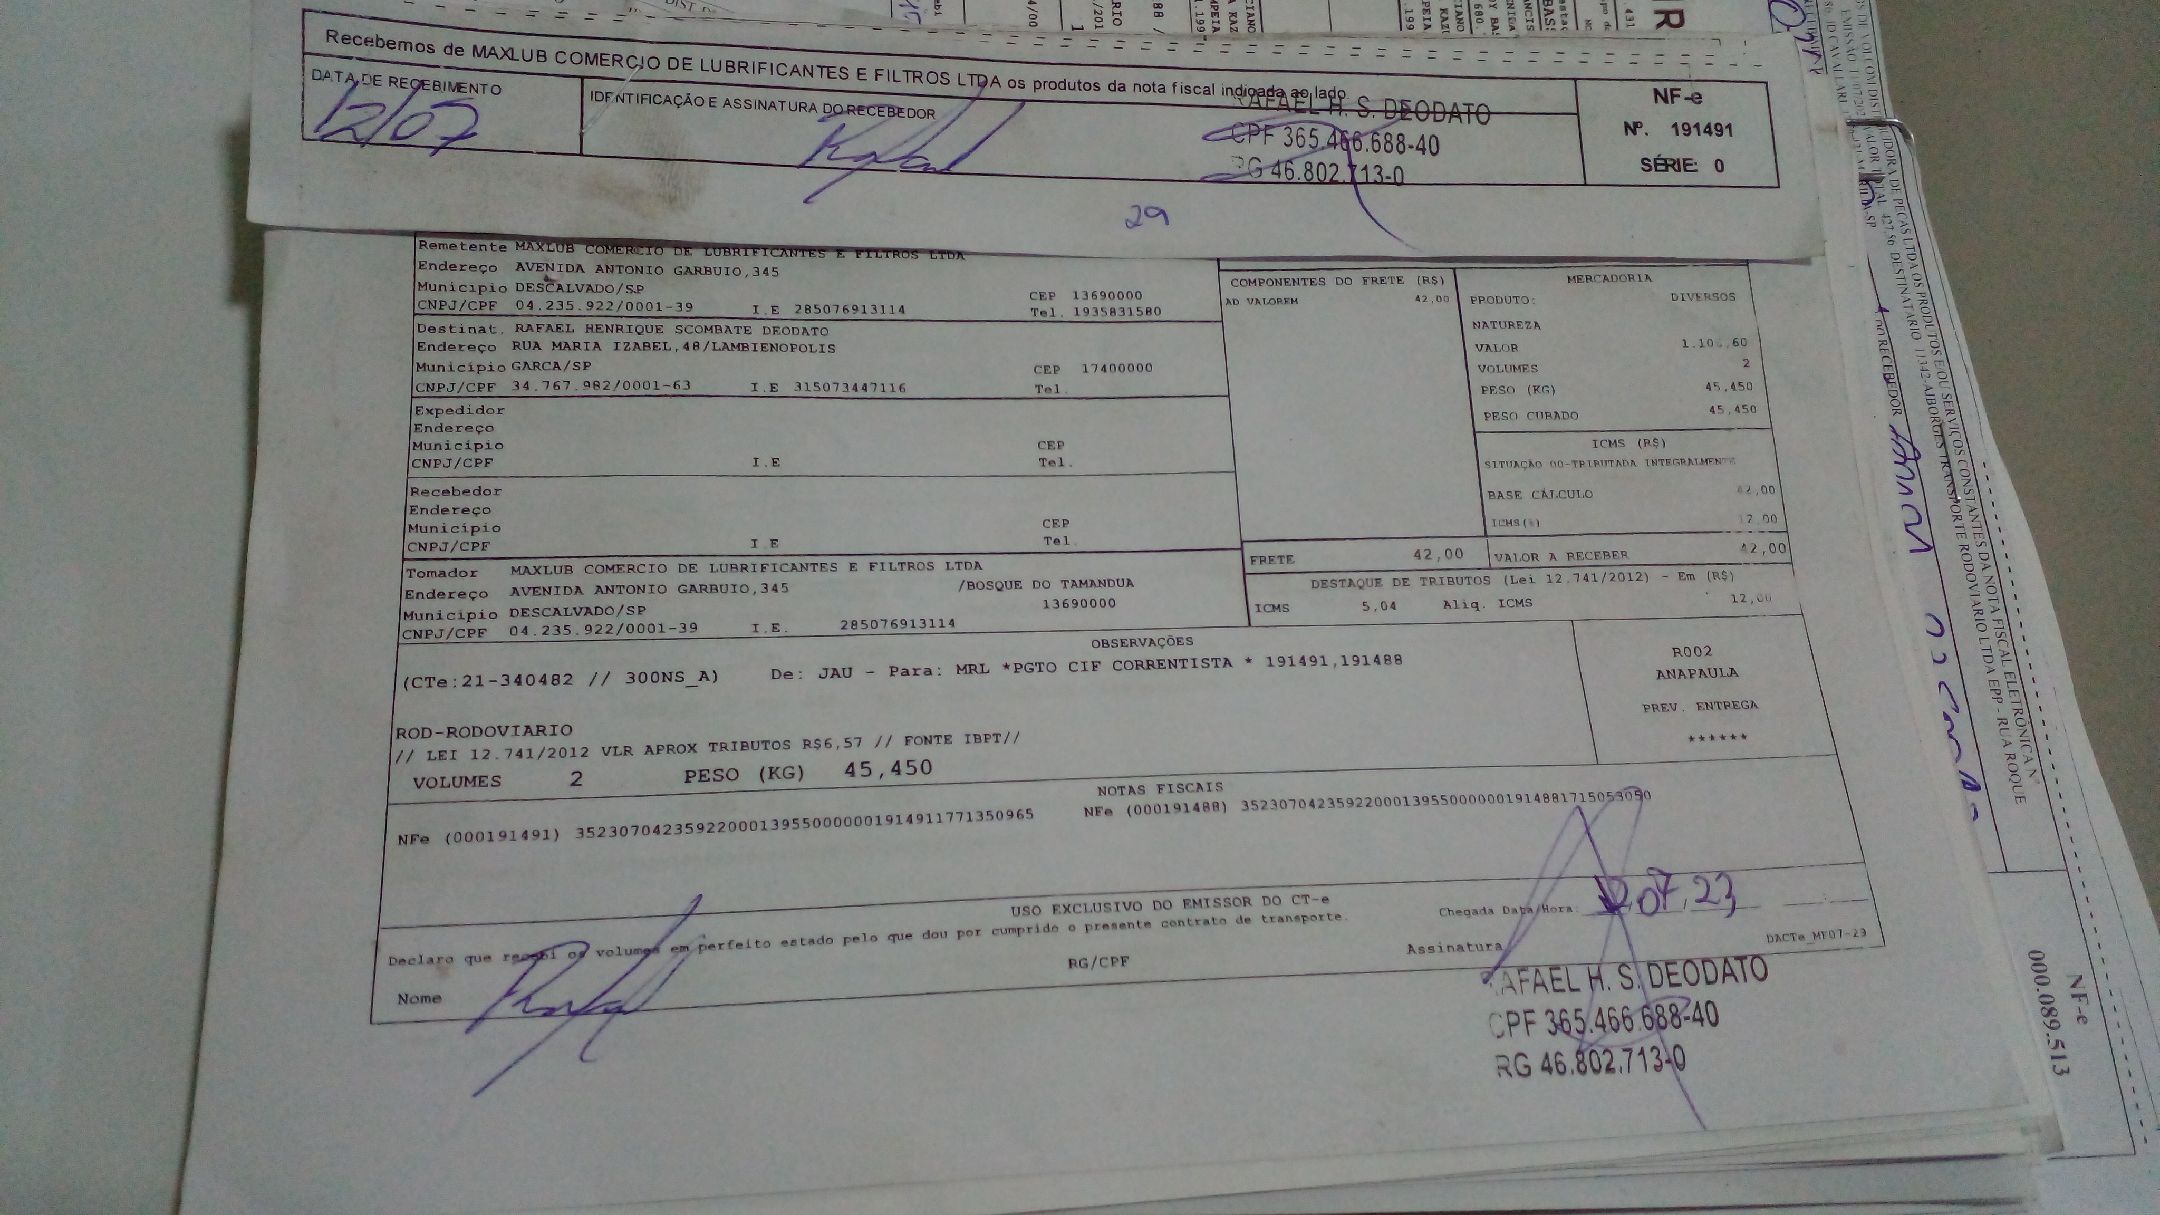 Recebemos de MAXLUB COMERCIO DE LUBRIFICANTES E FILTROS LTDA os produtos da nota fiscal indicada ao lado
DATA DE RECEBIMENTO
12/07
IDENTIFICAÇÃO E ASSINATURA DO RECEBEDOR
RAFAEL H. S. DEODATO
CPF 365.466.688-40
RG 46.802.713-0
NF-e
Nº. 191491
SÉRIE: 0
29
Remetente MAXLUB COMERCIO DE LUBRIFICANTES E FILTROS LTDA
Endereço AVENIDA ANTONIO GARBUIO,345
Municipio DESCALVADO/SP CEP 13690000
CNPJ/CPF 04.235.922/0001-39 I.E 285076913114 Tel. 1935831580
Destinat. RAFAEL HENRIQUE SCOMBATE DEODATO
Endereço RUA MARIA IZABEL,48/LAMBIENOPOLIS
Municipio GARCA/SP CEP 17400000
CNPJ/CPF 34.767.982/0001-63 I.E 315073447116 Tel.
Expedidor
Endereço
Municipio CEP
CNPJ/CPF I.E Tel.
Recebedor
Endereço
Municipio CEP
CNPJ/CPF I.E Tel.
Tomador MAXLUB COMERCIO DE LUBRIFICANTES E FILTROS LTDA
Endereço AVENIDA ANTONIO GARBUIO,345 /BOSQUE DO TAMANDUA
Municipio DESCALVADO/SP 13690000
CNPJ/CPF 04.235.922/0001-39 I.E. 285076913114
COMPONENTES DO FRETE (R$)
AD VALOREM 42,00
MERCADORIA
PRODUTO: DIVERSOS
NATUREZA
VALOR
VOLUMES 2
PESO (KG) 45,450
PESO CUBADO 45,450
ICMS (R$)
SITUAÇÃO 00-TRIBUTADA INTEGRALMENTE
BASE CÁLCULO 42,00
ICMS(%) 12,00
FRETE 42,00 VALOR A RECEBER 42,00
DESTAQUE DE TRIBUTOS (Lei 12.741/2012) - Em (R$)
ICMS 5,04 Aliq. ICMS 12,00
OBSERVAÇÕES
(CTe:21-340482 // 300NS_A) De: JAU - Para: MRL *PGTO CIF CORRENTISTA * 191491,191488
R002
ANAPAULA
PREV. ENTREGA
******
ROD-RODOVIARIO
// LEI 12.741/2012 VLR APROX TRIBUTOS R$6,57 // FONTE IBPT//
VOLUMES 2 PESO (KG) 45,450
NOTAS FISCAIS
NFe (000191491) 35230704235922000139550000001914911771350965 NFe (000191488) 35230704235922000139550000001914881715053050
USO EXCLUSIVO DO EMISSOR DO CT-e
Declaro que recebi os volumes em perfeito estado pelo que dou por cumprido o presente contrato de transporte.
Chegada Data/Hora: 12,07,23
Nome
RG/CPF
Assinatura
DACTe_MF07-23
RAFAEL H. S. DEODATO
CPF 365.466.688-40
RG 46.802.713-0
NF-e
000.089.513